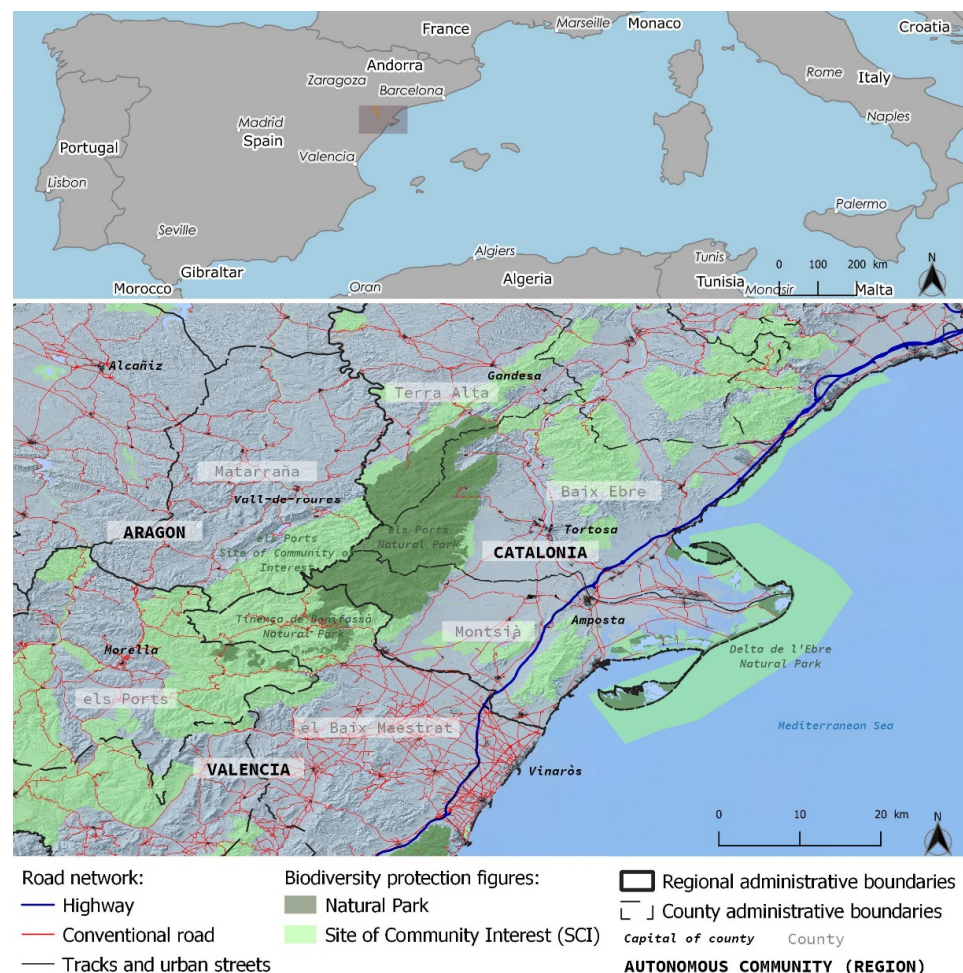 France
Marseille
Monaco
Croatia
Andorra
Zaragoza
Barcelona
Rome
Italy
Madrid
Spain
Naples
Portugal
Valencia
Lisbon
Palermo
Seville
Algiers
Tunis
Gibraltar
Algeria
Tunisia
0 100 200 km
N
Morocco
Oran
Monastir
Malta
Alcañiz
Gandesa
Terra Alta
Matarraña
Vall-de-roures
Baix Ebre
ARAGON
els Ports
Site of Community of
Interest
els Ports
Natural Park
Tortosa
CATALONIA
Tinença de Benifassà
Natural Park
Amposta
Montsià
Morella
Delta de l'Ebre
Natural Park
els Ports
el Baix Maestrat
Mediterranean Sea
VALENCIA
Vinaròs
0 10 20 km
N
Road network:
Highway
Conventional road
Tracks and urban streets
Biodiversity protection figures:
Natural Park
Site of Community Interest (SCI)
Regional administrative boundaries
County administrative boundaries
Capital of county County
AUTONOMOUS COMMUNITY (REGION)